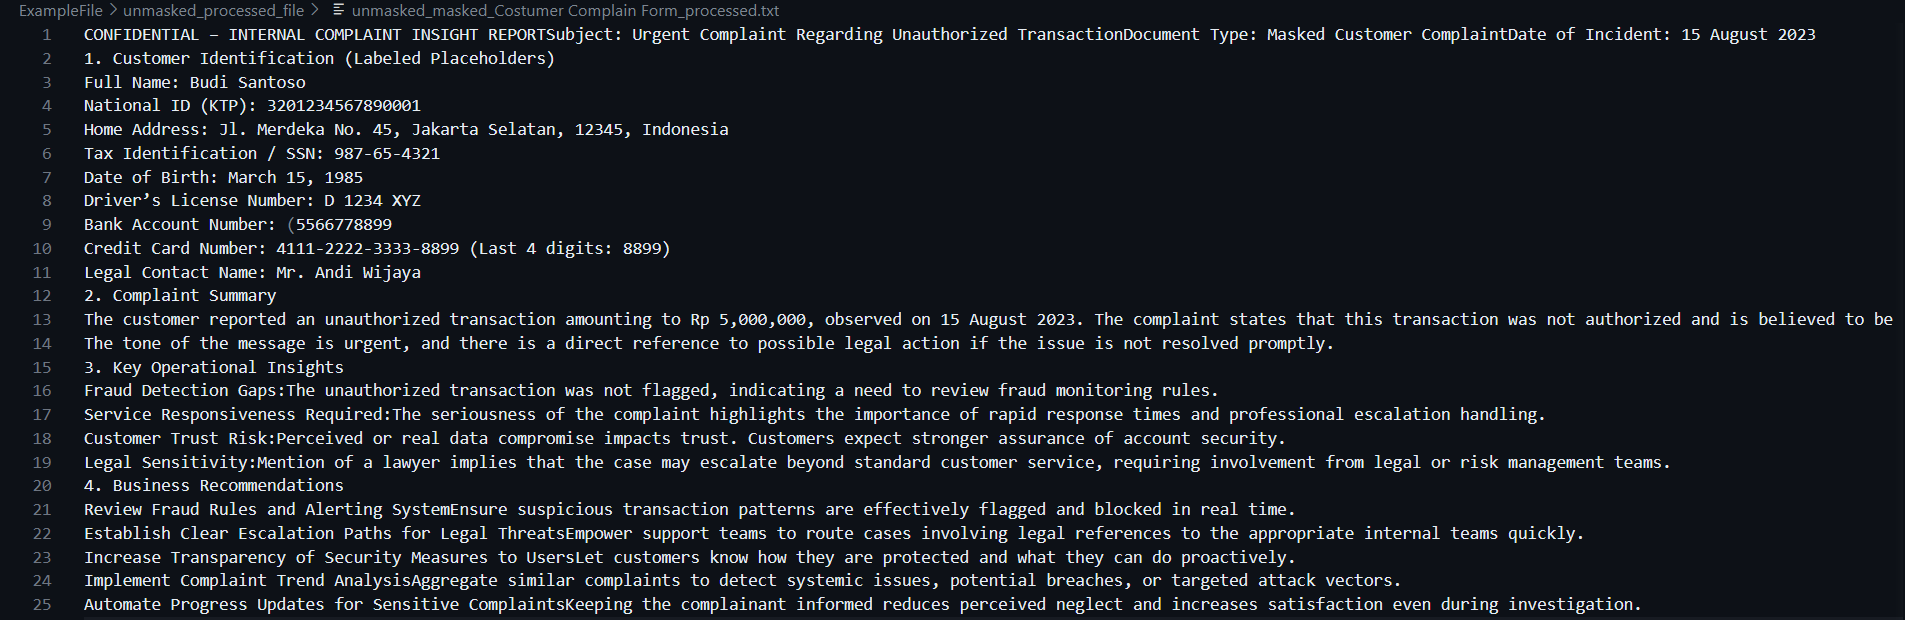 ExampleFile > unmasked_processed_file > unmasked_masked_Costumer Complain Form_processed.txt
1 CONFIDENTIAL – INTERNAL COMPLAINT INSIGHT REPORTSubject: Urgent Complaint Regarding Unauthorized TransactionDocument Type: Masked Customer ComplaintDate of Incident: 15 August 2023
2 1. Customer Identification (Labeled Placeholders)
3 Full Name: Budi Santoso
4 National ID (KTP): 3201234567890001
5 Home Address: Jl. Merdeka No. 45, Jakarta Selatan, 12345, Indonesia
6 Tax Identification / SSN: 987-65-4321
7 Date of Birth: March 15, 1985
8 Driver’s License Number: D 1234 XYZ
9 Bank Account Number: (5566778899
10 Credit Card Number: 4111-2222-3333-8899 (Last 4 digits: 8899)
11 Legal Contact Name: Mr. Andi Wijaya
12 2. Complaint Summary
13 The customer reported an unauthorized transaction amounting to Rp 5,000,000, observed on 15 August 2023. The complaint states that this transaction was not authorized and is believed to be
14 The tone of the message is urgent, and there is a direct reference to possible legal action if the issue is not resolved promptly.
15 3. Key Operational Insights
16 Fraud Detection Gaps:The unauthorized transaction was not flagged, indicating a need to review fraud monitoring rules.
17 Service Responsiveness Required:The seriousness of the complaint highlights the importance of rapid response times and professional escalation handling.
18 Customer Trust Risk:Perceived or real data compromise impacts trust. Customers expect stronger assurance of account security.
19 Legal Sensitivity:Mention of a lawyer implies that the case may escalate beyond standard customer service, requiring involvement from legal or risk management teams.
20 4. Business Recommendations
21 Review Fraud Rules and Alerting SystemEnsure suspicious transaction patterns are effectively flagged and blocked in real time.
22 Establish Clear Escalation Paths for Legal ThreatsEmpower support teams to route cases involving legal references to the appropriate internal teams quickly.
23 Increase Transparency of Security Measures to UsersLet customers know how they are protected and what they can do proactively.
24 Implement Complaint Trend AnalysisAggregate similar complaints to detect systemic issues, potential breaches, or targeted attack vectors.
25 Automate Progress Updates for Sensitive ComplaintsKeeping the complainant informed reduces perceived neglect and increases satisfaction even during investigation.